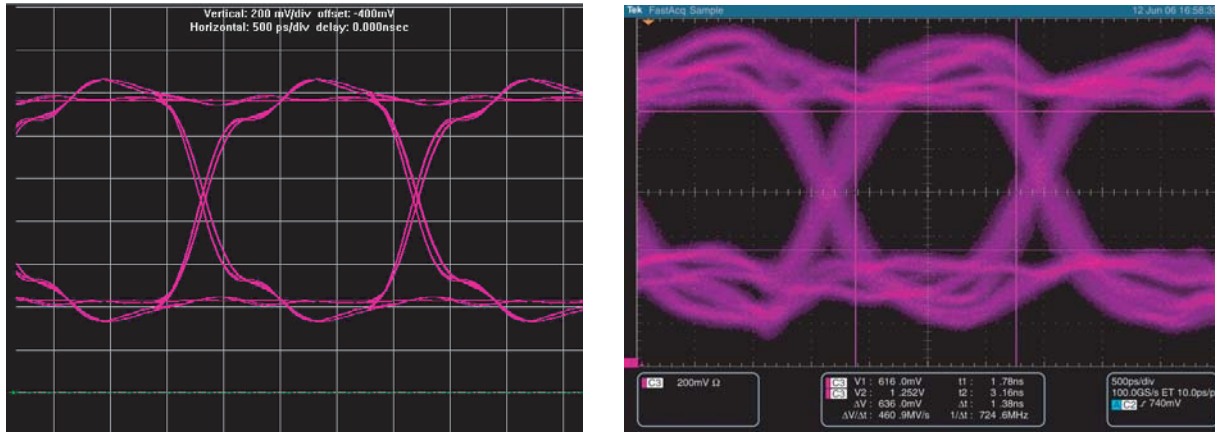 Vertical: 200 mV/div offset: -400mV
Horizontal: 500 ps/div delay: 0.000nsec
Tek FastAcq Sample
12 Jun 06 16:58:39
C3 200mV Ω
C3 V1 : 616 .0mV t1 : 1 .78ns
C3 V2 : 1 .252V t2 : 3 .16ns
ΔV : 636 .0mV Δt : 1 .38ns
ΔV/Δt : 460 .9MV/s 1/Δt : 724 .6MHz
500ps/div
100.0GS/s ET 10.0ps/p
C2 740mV